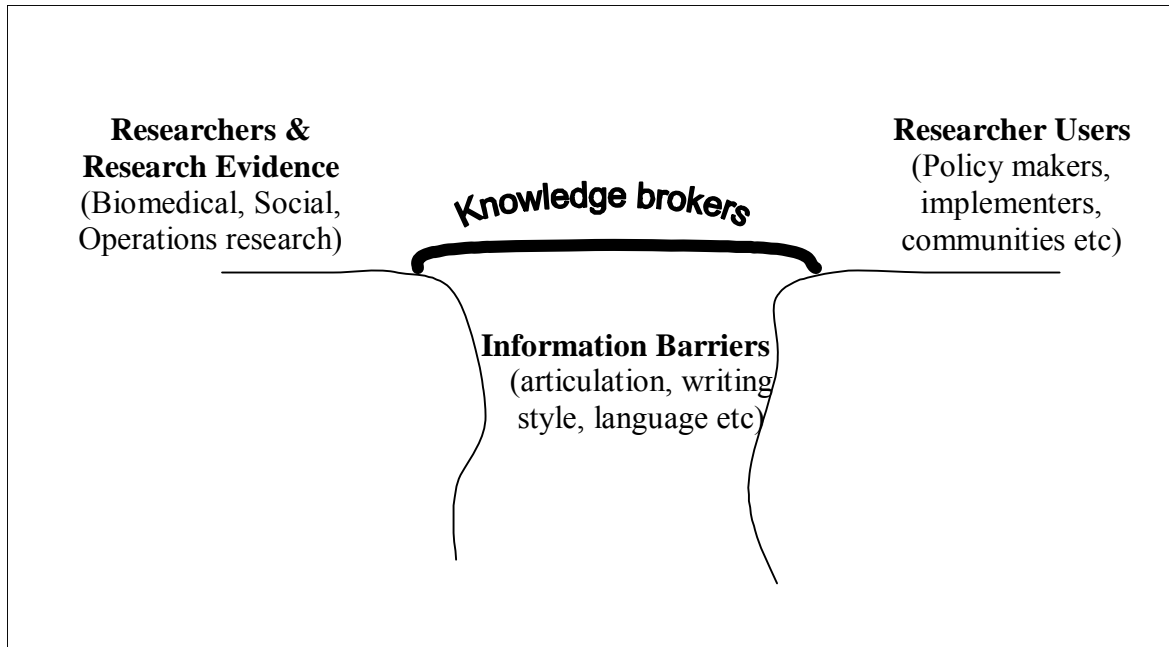 Researchers &
Research Evidence
(Biomedical, Social,
Operations research)
Knowledge brokers
Researcher Users
(Policy makers,
implementers,
communities etc)
Information Barriers
(articulation, writing
style, language etc)